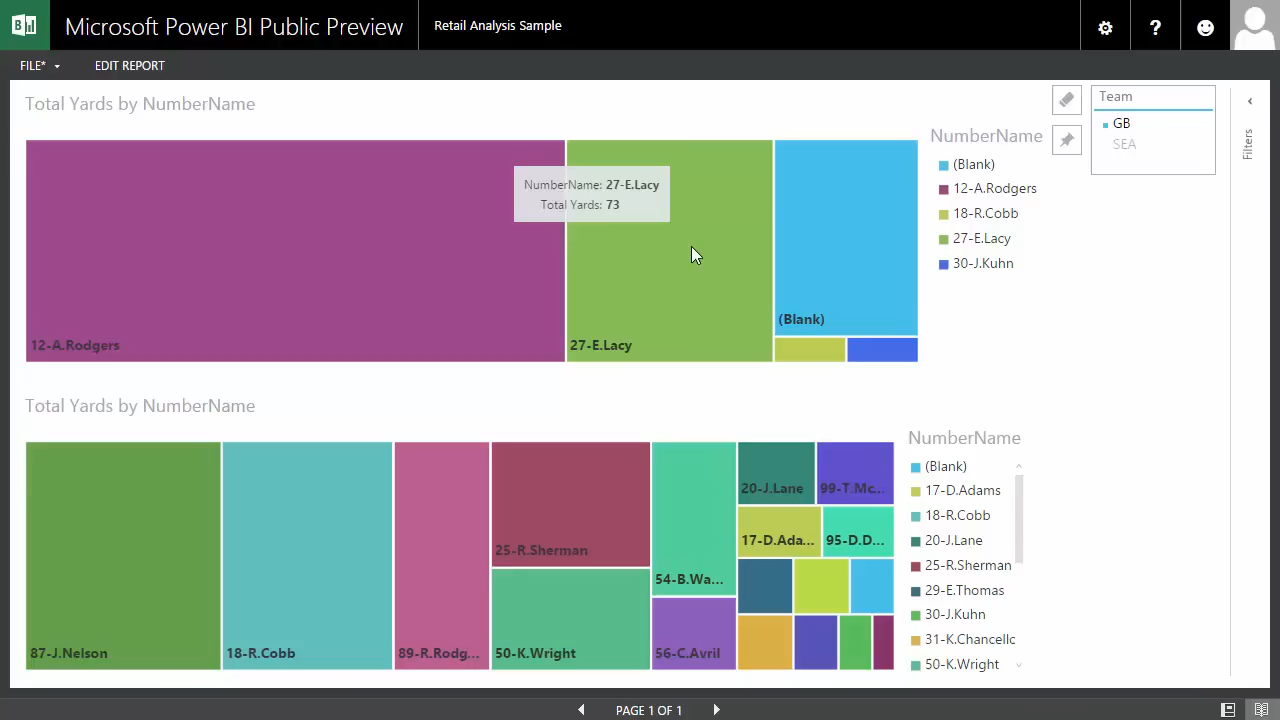 Microsoft Power BI Public Preview
Retail Analysis Sample
?
FILE*
EDIT REPORT
Total Yards by NumberName
NumberName: 27-E.Lacy
Total Yards: 73
12-A.Rodgers
27-E.Lacy
(Blank)
NumberName
(Blank)
12-A.Rodgers
18-R.Cobb
27-E.Lacy
30-J.Kuhn
Team
GB
SEA
Filters
Total Yards by NumberName
87-J.Nelson
18-R.Cobb
89-R.Rodg...
25-R.Sherman
50-K.Wright
54-B.Wa...
56-C.Avril
20-J.Lane
99-T.Mc...
17-D.Ada...
95-D.D...
NumberName
(Blank)
17-D.Adams
18-R.Cobb
20-J.Lane
25-R.Sherman
29-E.Thomas
30-J.Kuhn
31-K.Chancellc
50-K.Wright
PAGE 1 OF 1